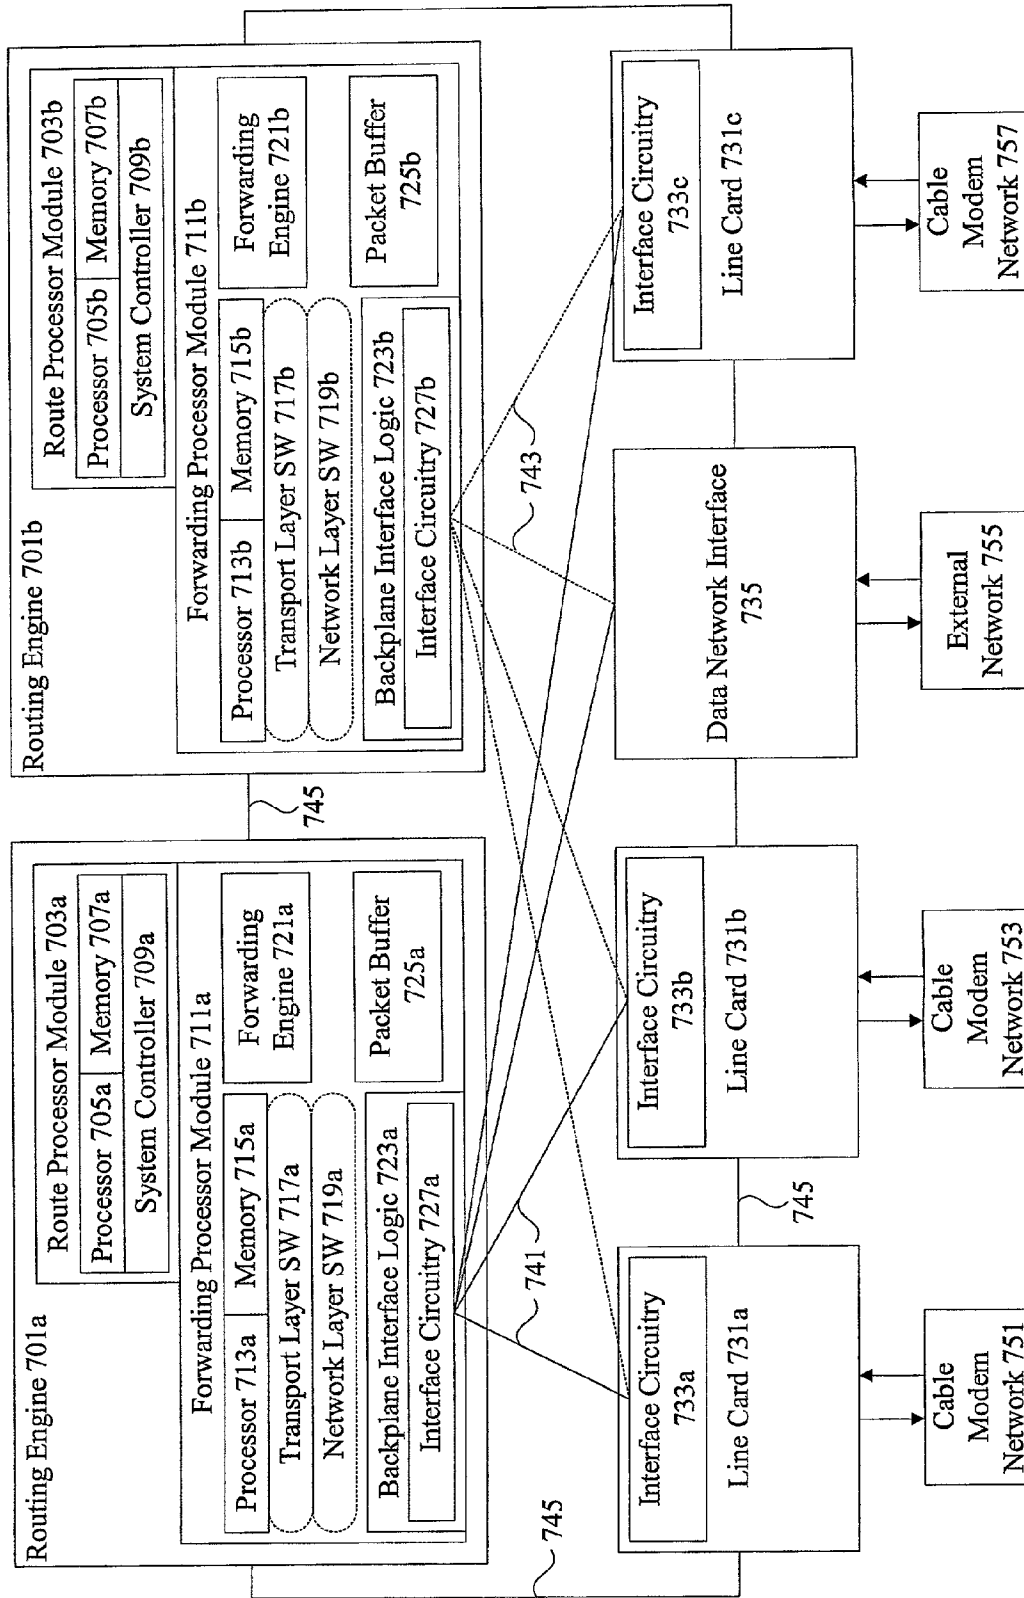 Routing Engine 701a
Route Processor Module 703a
Processor 705a
Memory 707a
System Controller 709a
Forwarding Processor Module 711a
Processor 713a
Memory 715a
Transport Layer SW 717a
Network Layer SW 719a
Forwarding
Engine 721a
Backplane Interface Logic 723a
Interface Circuitry 727a
Packet Buffer
725a
745
Routing Engine 701b
Route Processor Module 703b
Processor 705b
Memory 707b
System Controller 709b
Forwarding Processor Module 711b
Processor 713b
Memory 715b
Transport Layer SW 717b
Network Layer SW 719b
Forwarding
Engine 721b
Backplane Interface Logic 723b
Interface Circuitry 727b
Packet Buffer
725b
745
741
743
Interface Circuitry
733a
Line Card 731a
745
Interface Circuitry
733b
Line Card 731b
Data Network Interface
735
Interface Circuitry
733c
Line Card 731c
Cable
Modem
Network 751
Cable
Modem
Network 753
External
Network 755
Cable
Modem
Network 757